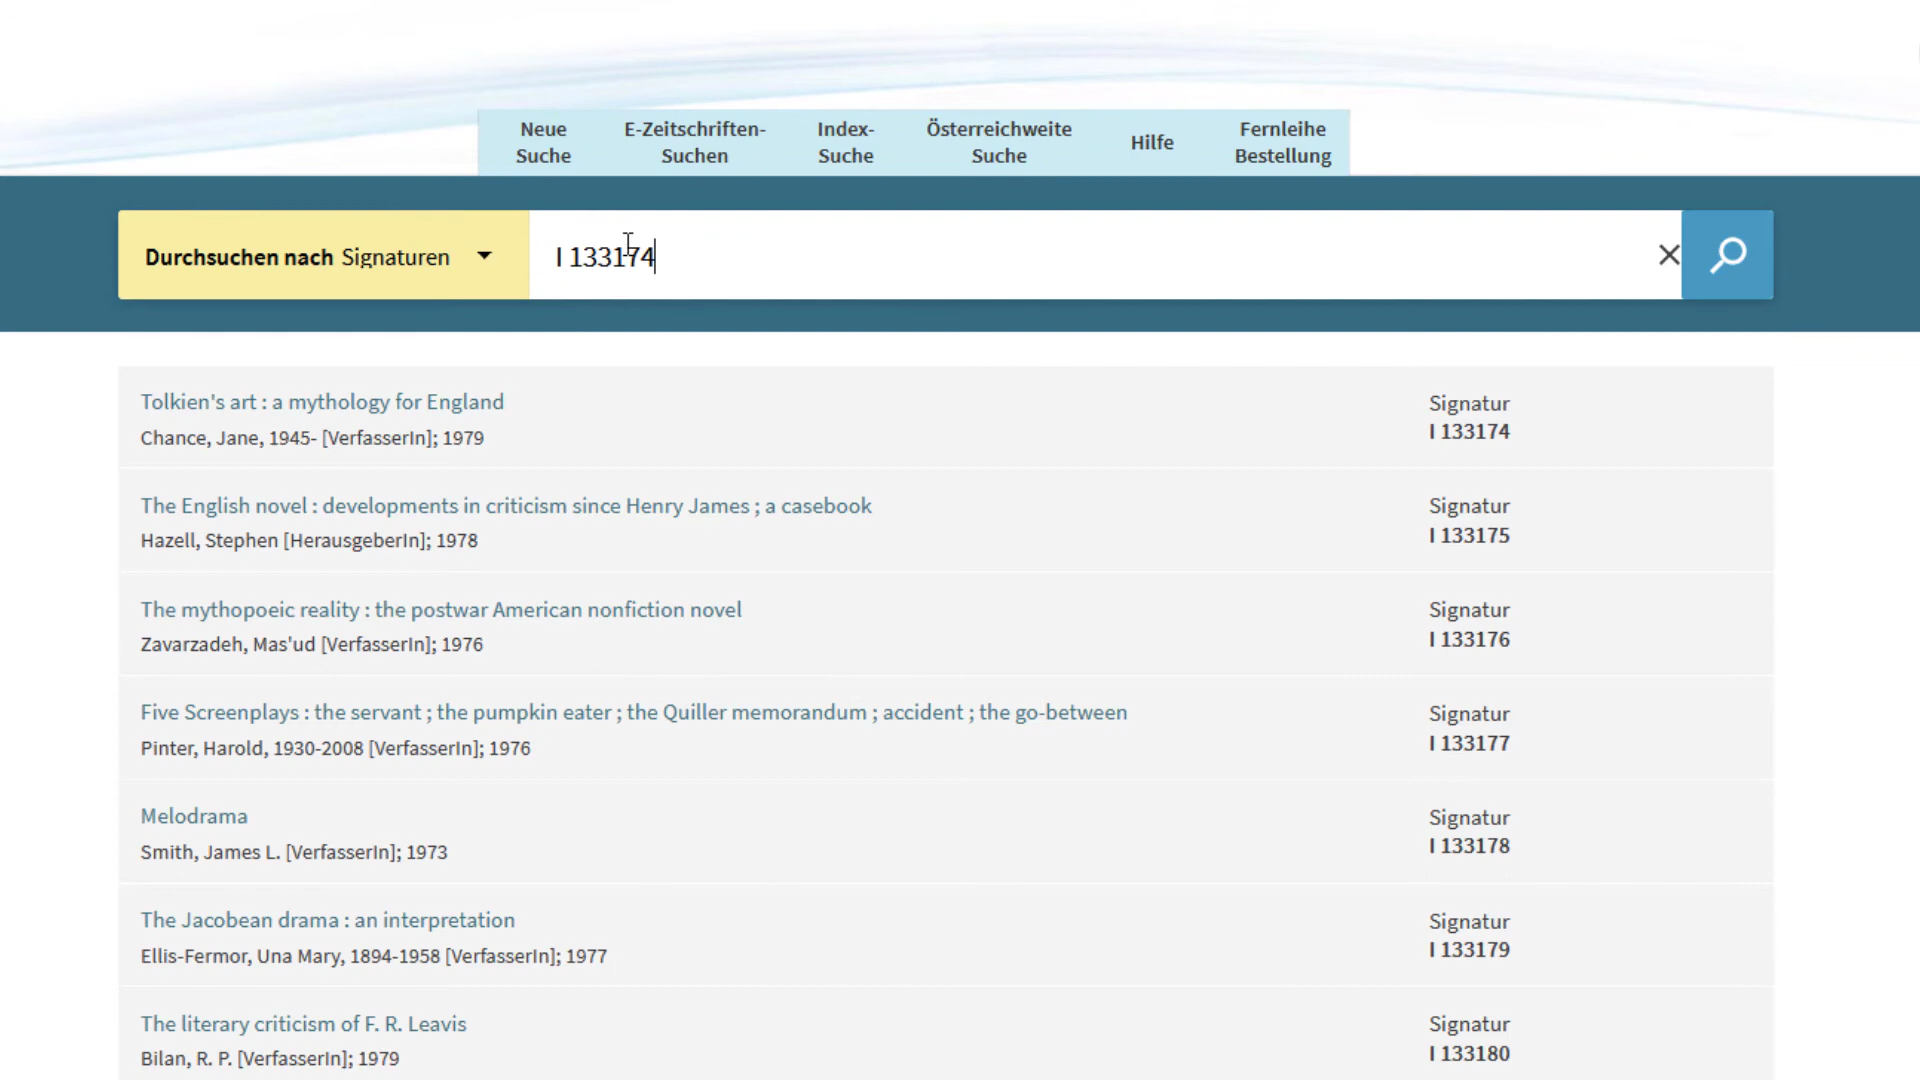 Neue Suche
E-Zeitschriften-Suchen
Index-Suche
Österreichweite Suche
Hilfe
Fernleihe Bestellung
Durchsuchen nach Signaturen
I 133174
Tolkien's art : a mythology for England
Chance, Jane, 1945- [VerfasserIn]; 1979
Signatur
I 133174
The English novel : developments in criticism since Henry James ; a casebook
Hazell, Stephen [HerausgeberIn]; 1978
Signatur
I 133175
The mythopoeic reality : the postwar American nonfiction novel
Zavarzadeh, Mas'ud [VerfasserIn]; 1976
Signatur
I 133176
Five Screenplays : the servant ; the pumpkin eater ; the Quiller memorandum ; accident ; the go-between
Pinter, Harold, 1930-2008 [VerfasserIn]; 1976
Signatur
I 133177
Melodrama
Smith, James L. [VerfasserIn]; 1973
Signatur
I 133178
The Jacobean drama : an interpretation
Ellis-Fermor, Una Mary, 1894-1958 [VerfasserIn]; 1977
Signatur
I 133179
The literary criticism of F. R. Leavis
Bilan, R. P. [VerfasserIn]; 1979
Signatur
I 133180